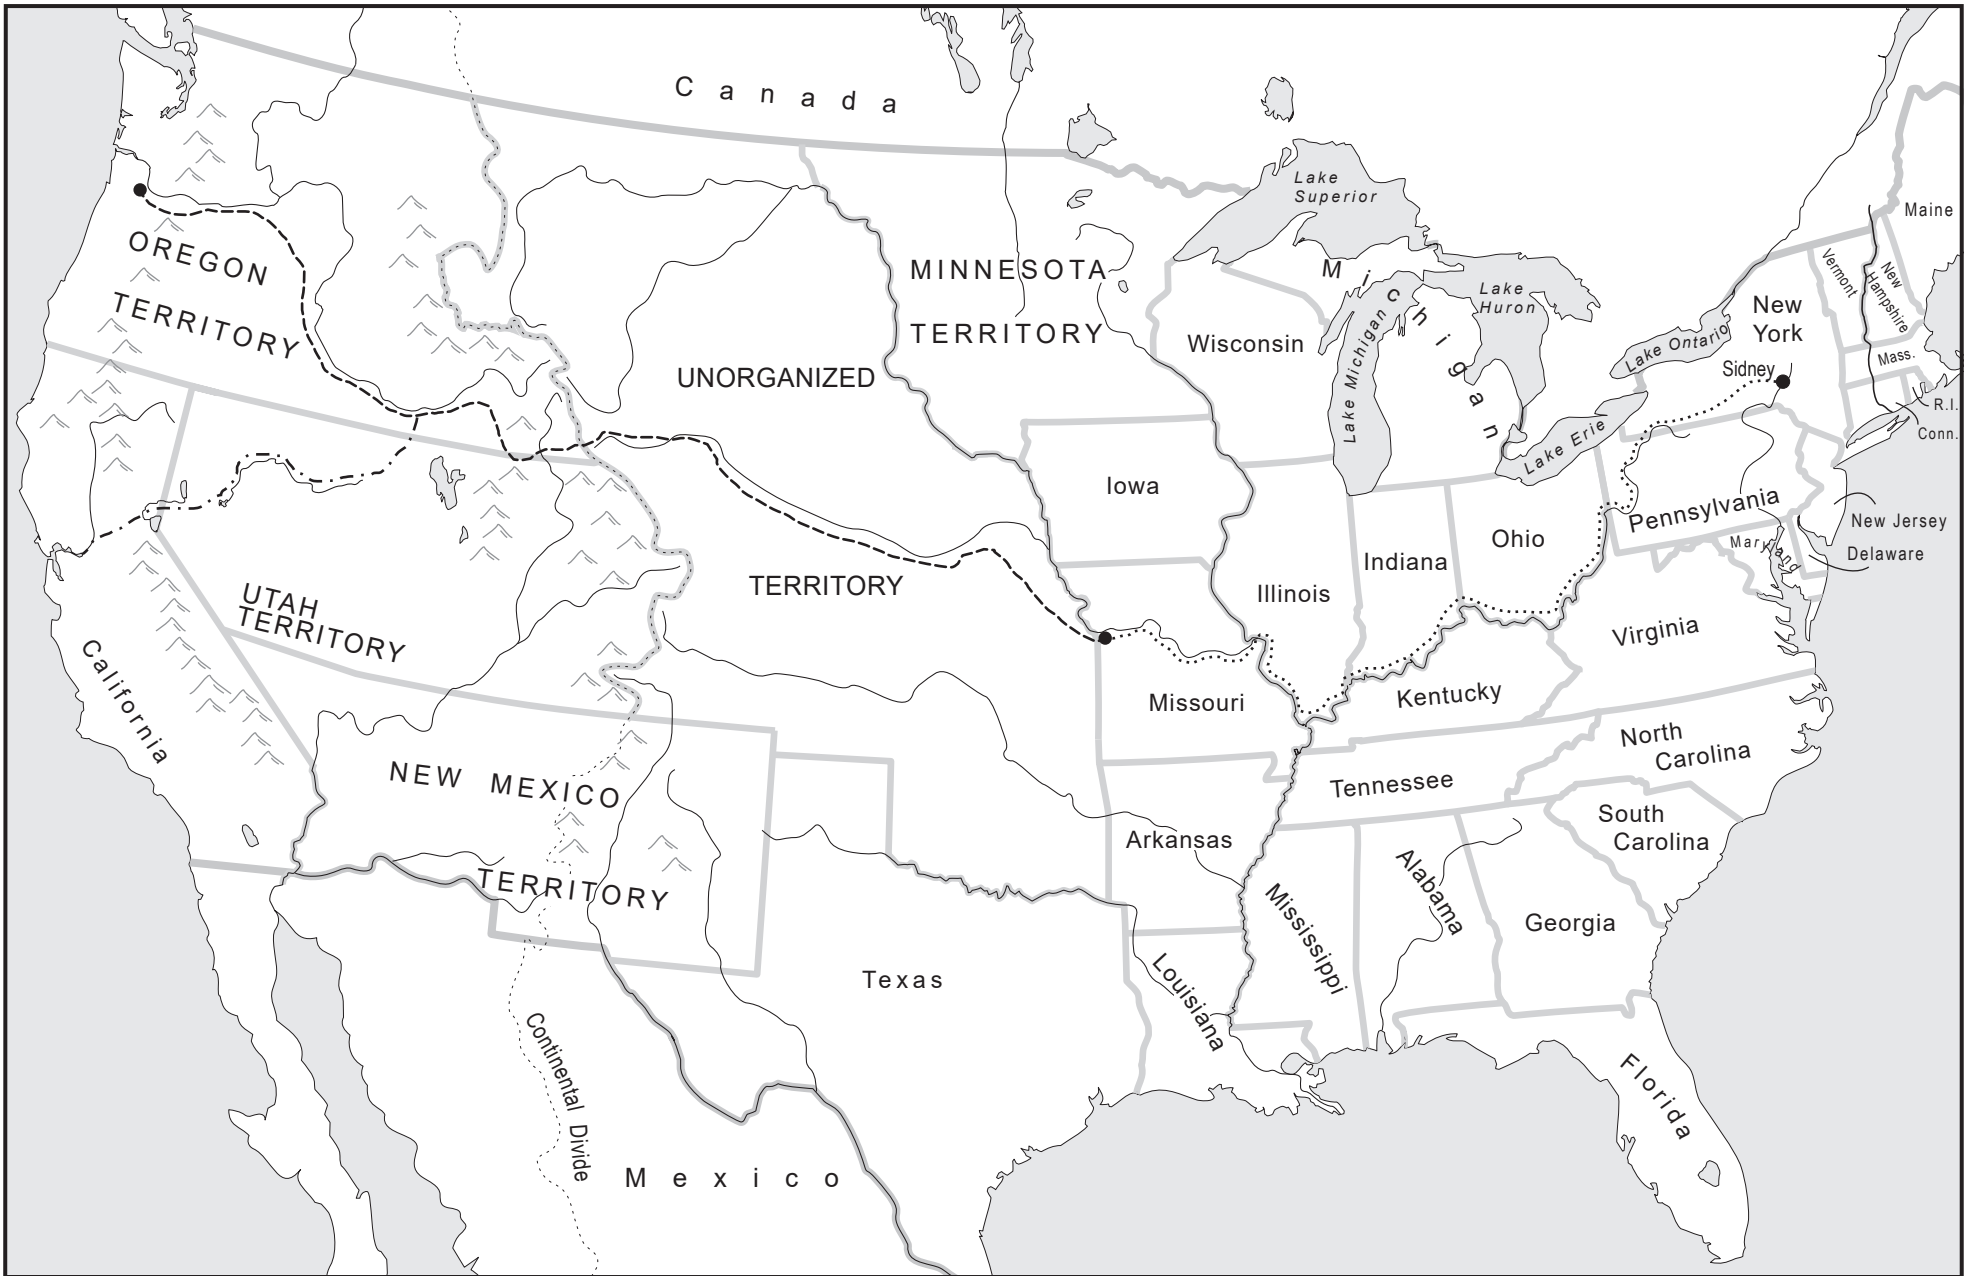 Canada
Lake
Superior
Maine
OREGON
TERRITORY
MINNESOTA
TERRITORY
Michigan
Lake
Huron
Vermont
New
Hampshire
New
York
Wisconsin
Lake Michigan
Lake Ontario
Mass.
Sidney
UNORGANIZED
TERRITORY
R.I.
Conn.
Lake Erie
Iowa
Pennsylvania
New Jersey
Maryland
Delaware
Ohio
Indiana
Illinois
UTAH
TERRITORY
Virginia
California
Missouri
Kentucky
North
Carolina
NEW MEXICO
TERRITORY
Tennessee
South
Carolina
Arkansas
Alabama
Mississippi
Georgia
Texas
Louisiana
Continental Divide
Florida
Mexico